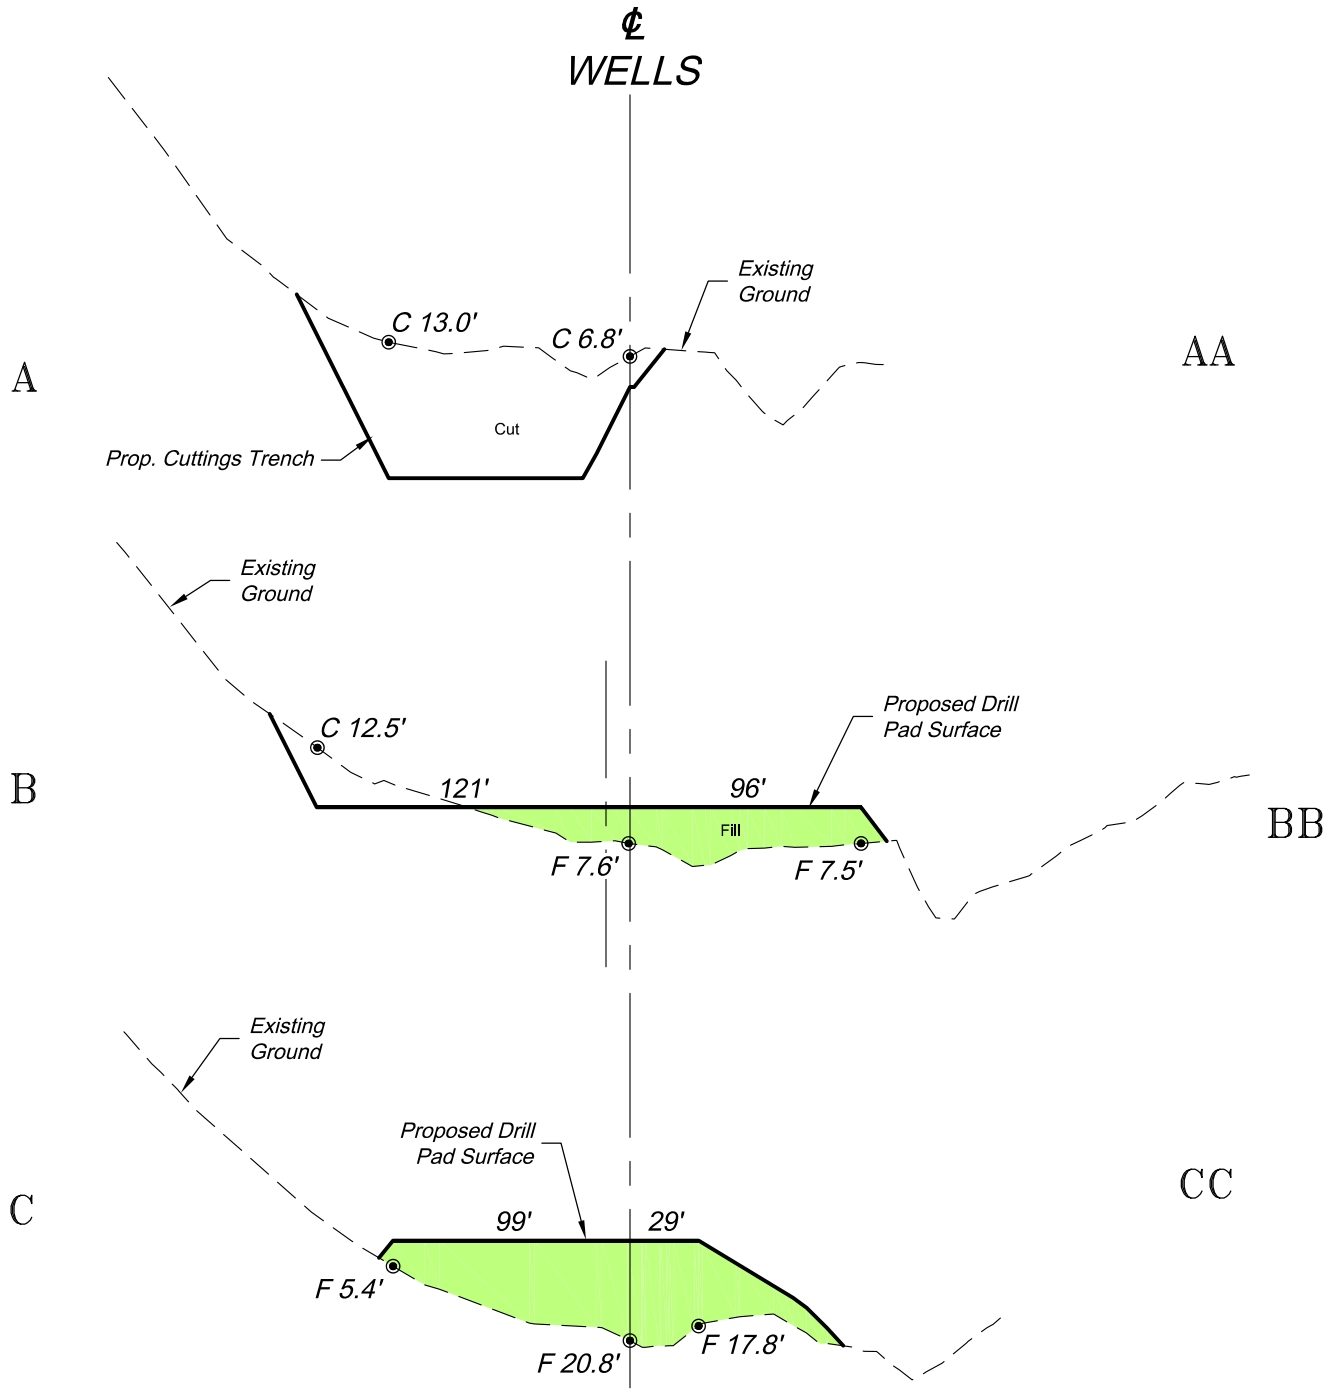 ℄
WELLS
Existing
Ground
C 13.0'
C 6.8'
A
AA
Cut
Prop. Cuttings Trench
Existing
Ground
C 12.5'
Proposed Drill
Pad Surface
B
121'
96'
BB
Fill
F 7.6'
F 7.5'
Existing
Ground
Proposed Drill
Pad Surface
C
CC
99'
29'
F 5.4'
F 17.8'
F 20.8'